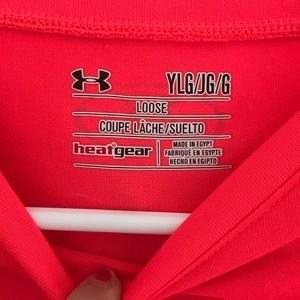 YLG/JG/G
LOOSE
COUPE LÂCHE/SUELTO
heatgear
MADE IN EGYPT
FABRIQUÉ EN ÉGYPTE
HECHO EN EGIPTO